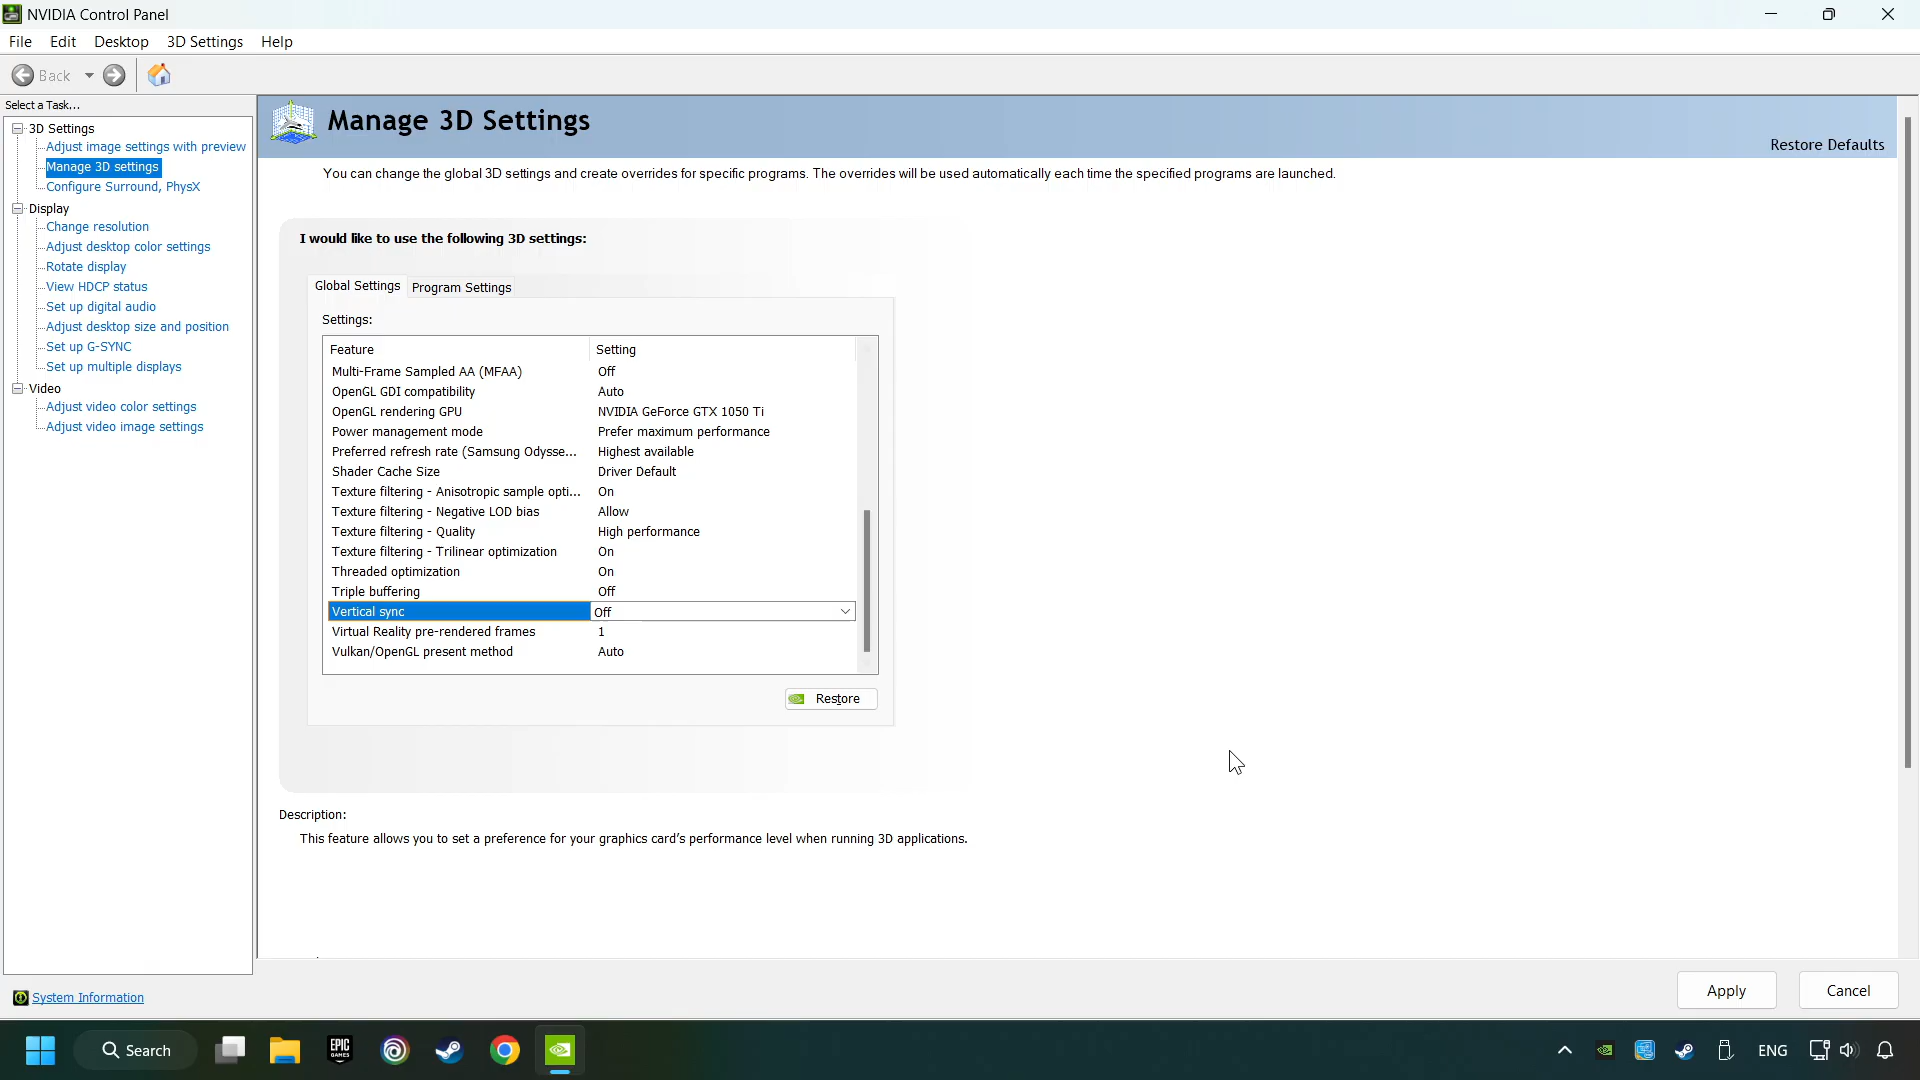 NVIDIA Control Panel
File Edit Desktop 3D Settings Help
Back
Select a Task...
3D Settings
Adjust image settings with preview
Manage 3D settings
Configure Surround, PhysX
Display
Change resolution
Adjust desktop color settings
Rotate display
View HDCP status
Set up digital audio
Adjust desktop size and position
Set up G-SYNC
Set up multiple displays
Video
Adjust video color settings
Adjust video image settings
System Information
Manage 3D Settings
Restore Defaults
You can change the global 3D settings and create overrides for specific programs. The overrides will be used automatically each time the specified programs are launched.
I would like to use the following 3D settings:
Global Settings Program Settings
Settings:
Feature Setting
Multi-Frame Sampled AA (MFAA) Off
OpenGL GDI compatibility Auto
OpenGL rendering GPU NVIDIA GeForce GTX 1050 Ti
Power management mode Prefer maximum performance
Preferred refresh rate (Samsung Odysse... Highest available
Shader Cache Size Driver Default
Texture filtering - Anisotropic sample opti... On
Texture filtering - Negative LOD bias Allow
Texture filtering - Quality High performance
Texture filtering - Trilinear optimization On
Threaded optimization On
Triple buffering Off
Vertical sync Off
Virtual Reality pre-rendered frames 1
Vulkan/OpenGL present method Auto
Restore
Description:
This feature allows you to set a preference for your graphics card's performance level when running 3D applications.
Apply Cancel
Search EPIC GAMES ENG